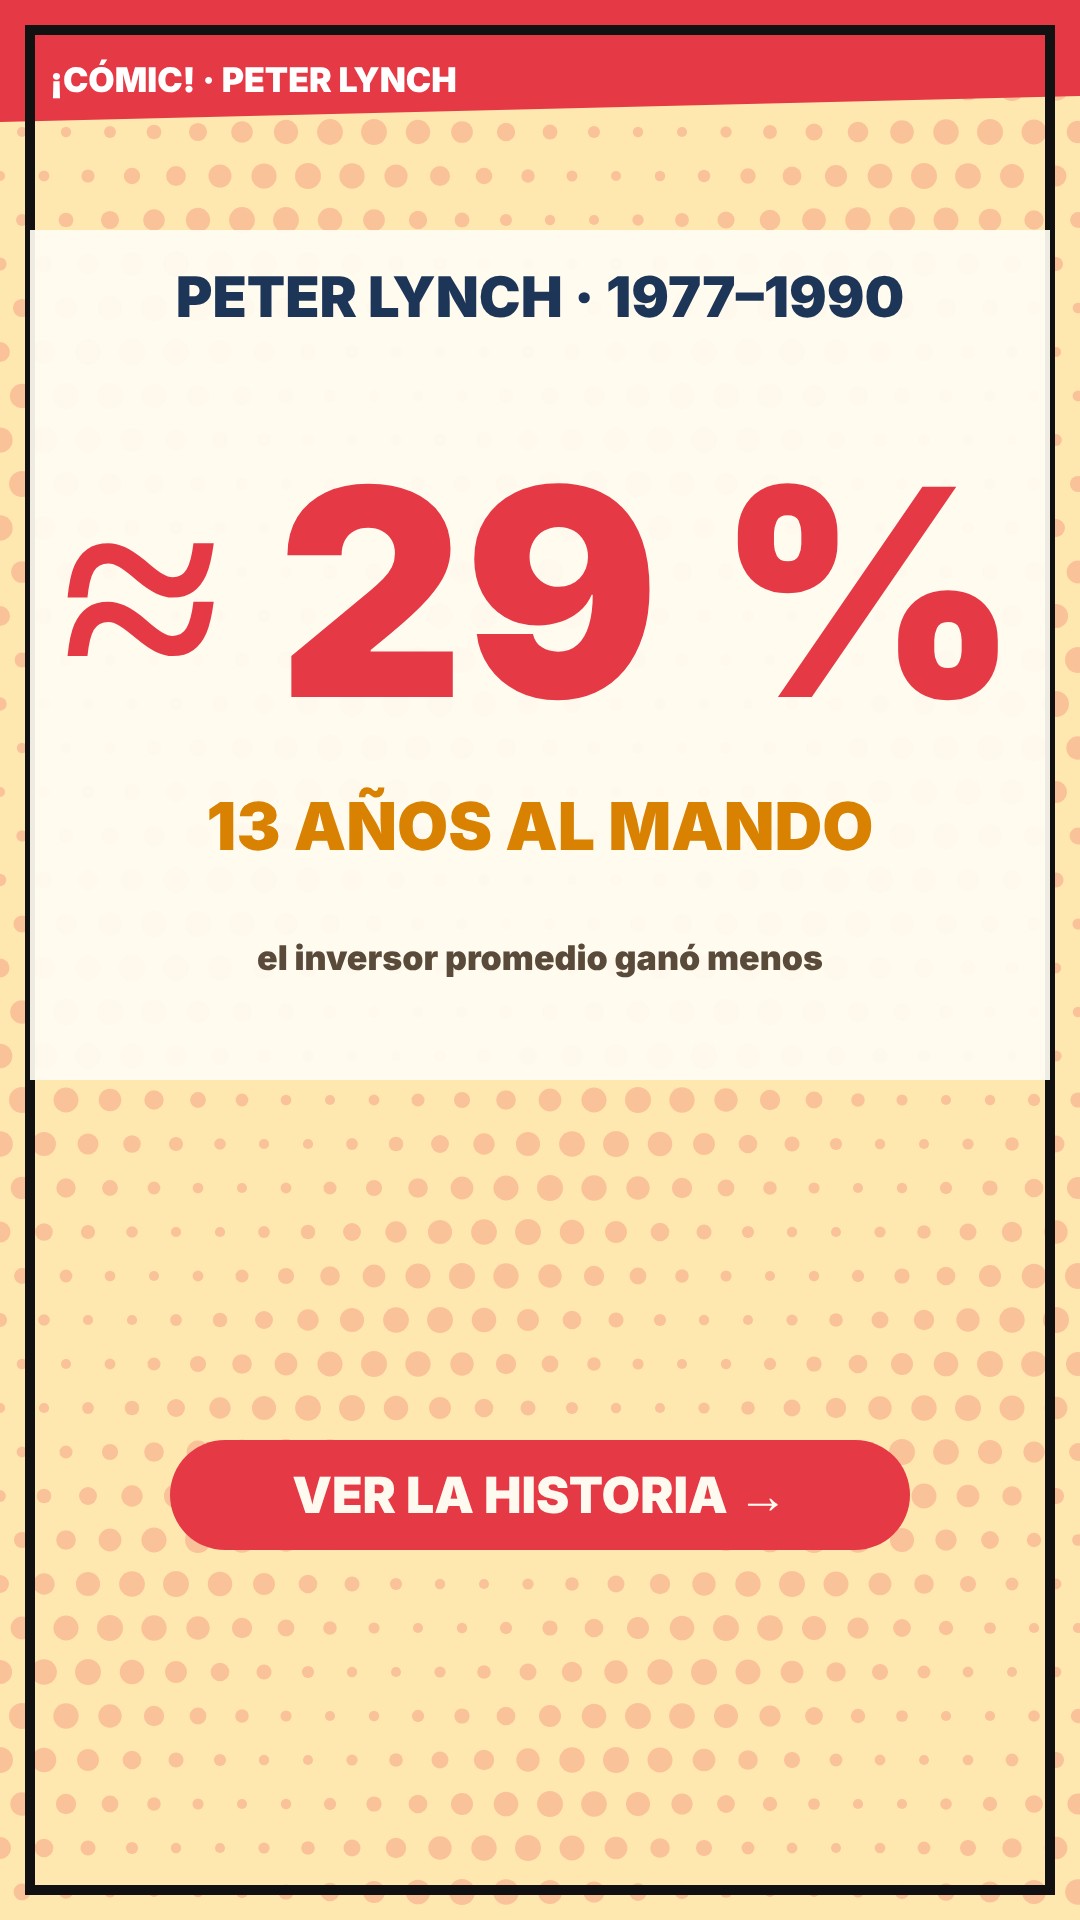 ¡CÓMIC! · PETER LYNCH
PETER LYNCH · 1977–1990
≈ 29 %
13 AÑOS AL MANDO
el inversor promedio ganó menos
VER LA HISTORIA →